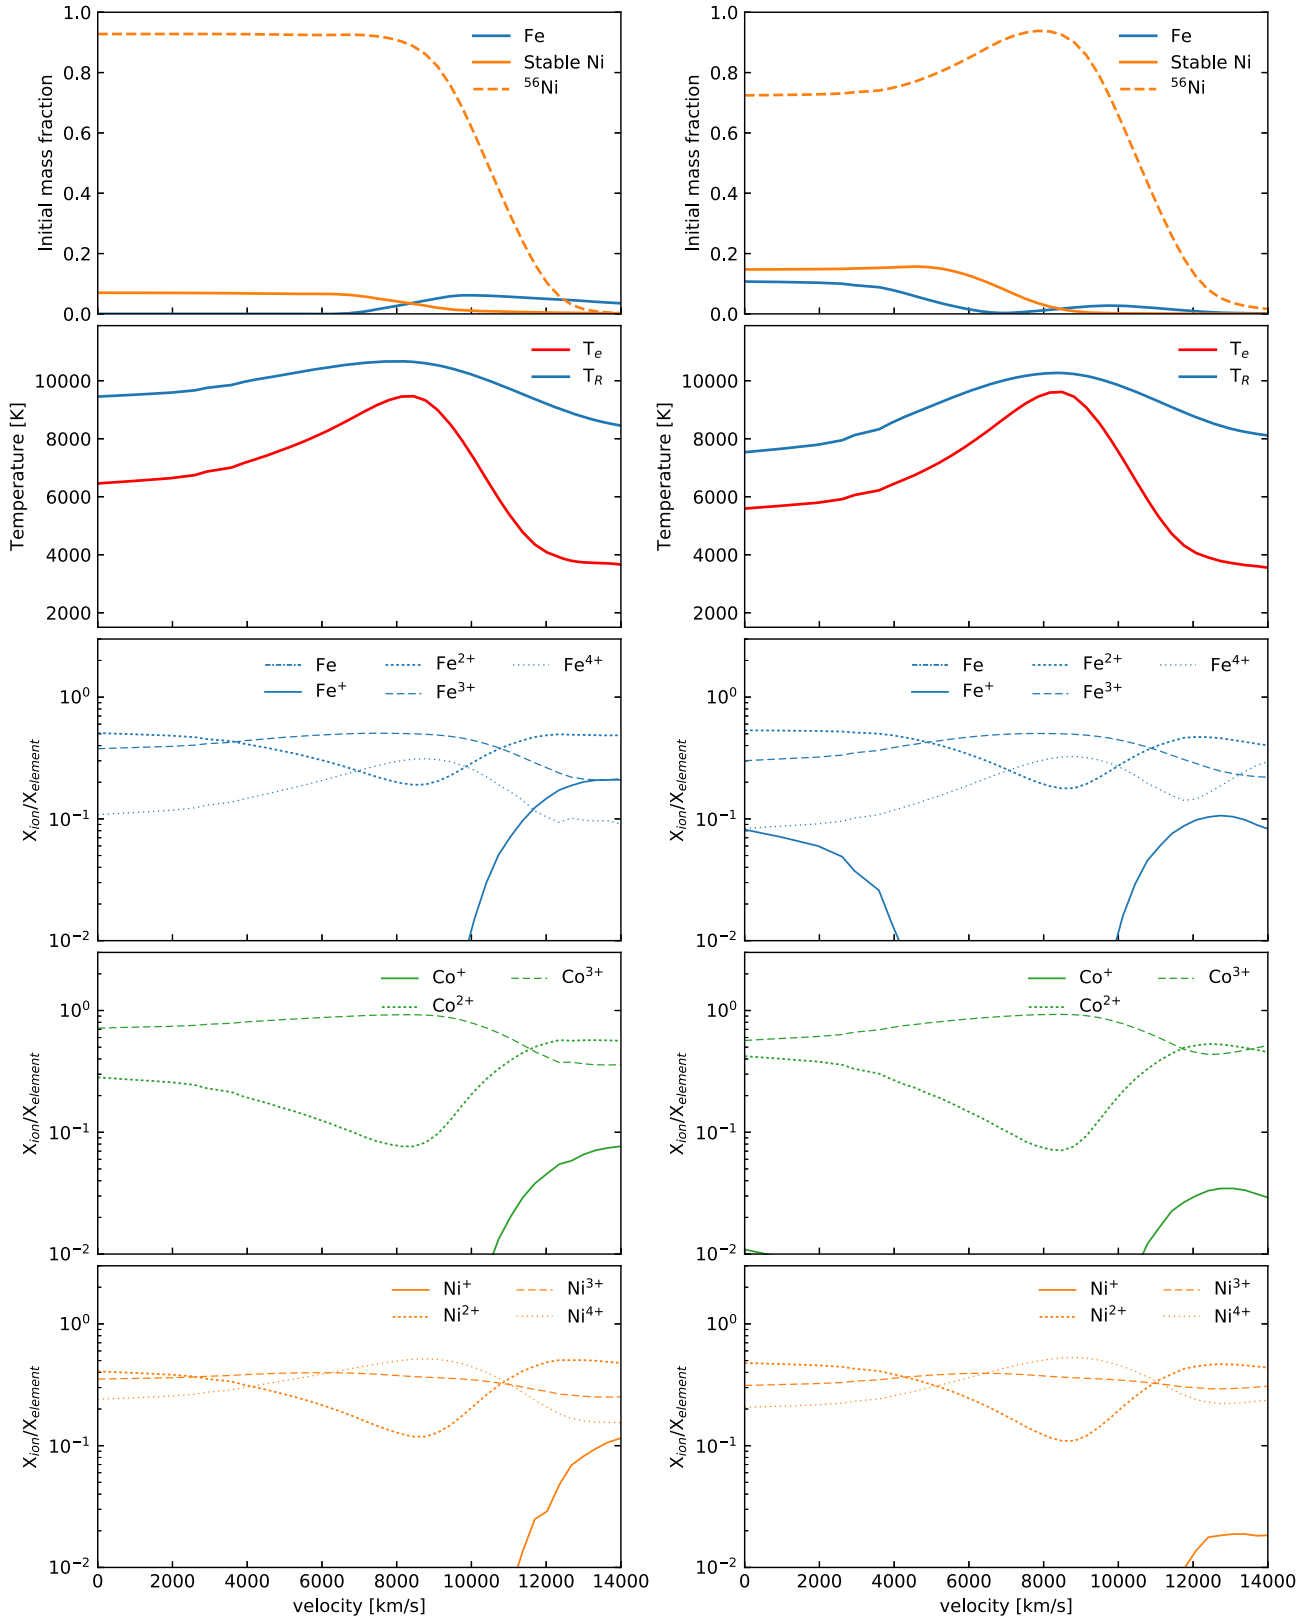 1.0
0.8
0.6
0.4
0.2
0.0
Initial mass fraction
Fe
Stable Ni
⁵⁶Ni
1.0
0.8
0.6
0.4
0.2
0.0
Initial mass fraction
Fe
Stable Ni
⁵⁶Ni
10000
8000
6000
4000
2000
Temperature [K]
Tₑ
T_R
10000
8000
6000
4000
2000
Temperature [K]
Tₑ
T_R
10⁰
10⁻¹
10⁻²
X_ion/X_element
Fe
Fe⁺
Fe²⁺
Fe³⁺
Fe⁴⁺
10⁰
10⁻¹
10⁻²
X_ion/X_element
Fe
Fe⁺
Fe²⁺
Fe³⁺
Fe⁴⁺
10⁰
10⁻¹
10⁻²
X_ion/X_element
Co⁺
Co²⁺
Co³⁺
10⁰
10⁻¹
10⁻²
X_ion/X_element
Co⁺
Co²⁺
Co³⁺
10⁰
10⁻¹
10⁻²
X_ion/X_element
Ni⁺
Ni²⁺
Ni³⁺
Ni⁴⁺
0 2000 4000 6000 8000 10000 12000 14000
velocity [km/s]
10⁰
10⁻¹
10⁻²
X_ion/X_element
Ni⁺
Ni²⁺
Ni³⁺
Ni⁴⁺
0 2000 4000 6000 8000 10000 12000 14000
velocity [km/s]